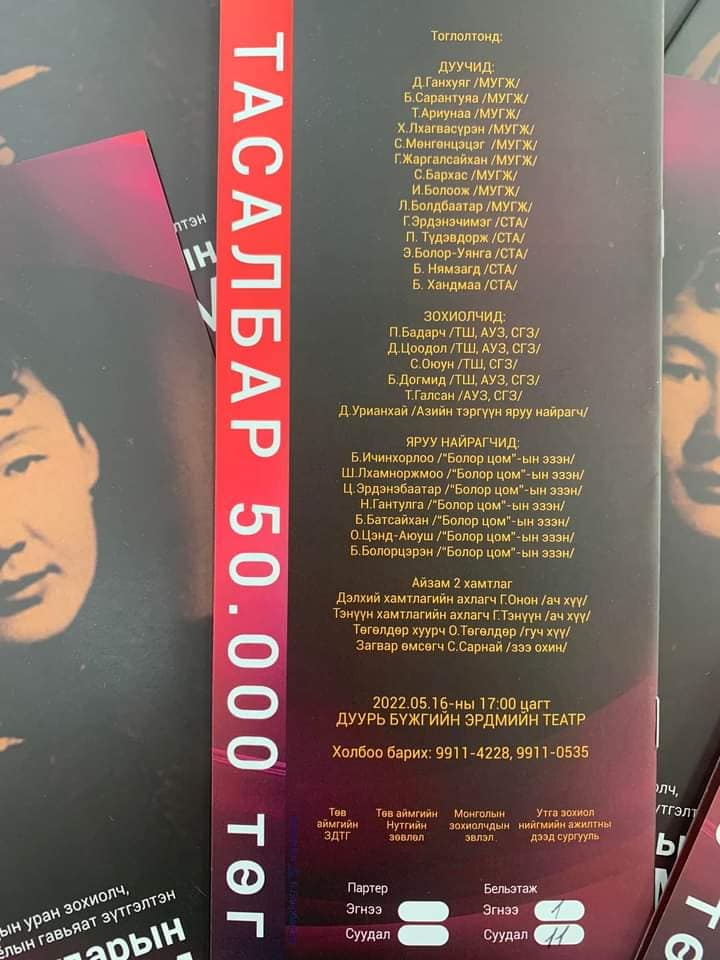 ТАСАЛБАР 50.000 төг
Тоглолтонд:
ДУУЧИД:
Д.Ганхуяг /МУГЖ/
Б.Сарантуяа /МУГЖ/
Т.Ариунаа /МУГЖ/
Х.Лхагвасүрэн /МУГЖ/
С.Мөнгөнцэцэг /МУГЖ/
Г.Жаргалсайхан /МУГЖ/
С.Бархас /МУГЖ/
И.Болоож /МУГЖ/
Л.Болдбаатар /МУГЖ/
Г.Эрдэнэчимэг /СТА/
П. Түдэвдорж /СТА/
Э.Болор-Уянга /СТА/
Б. Нямзагд /СТА/
Б. Хандмаа /СТА/
ЗОХИОЛЧИД:
П.Бадарч /ТШ, АУЗ, СГЗ/
Д.Цоодол /ТШ, АУЗ, СГЗ/
С.Оюун /ТШ, СГЗ/
Б.Догмид /ТШ, АУЗ, СГЗ/
Т.Галсан /АУЗ, СГЗ/
Д.Урианхай /Азийн тэргүүн яруу найрагч/
ЯРУУ НАЙРАГЧИД:
Б.Ичинхорлоо /"Болор цом"-ын эзэн/
Ш.Лхамноржмоо /"Болор цом"-ын эзэн/
Ц.Эрдэнэбаатар /"Болор цом"-ын эзэн/
Н.Гантулга /"Болор цом"-ын эзэн/
Б.Батсайхан /"Болор цом"-ын эзэн/
О.Цэнд-Аюуш /"Болор цом"-ын эзэн/
Б.Болорцэрэн /"Болор цом"-ын эзэн/
Айзам 2 хамтлаг
Дэлхий хамтлагийн ахлагч Г.Онон /ач хүү/
Тэнүүн хамтлагийн ахлагч Г.Тэнүүн /ач хүү/
Төгөлдөр хуурч О.Төгөлдөр /гуч хүү/
Загвар өмсөгч С.Сарнай /зээ охин/
2022.05.16-ны 17:00 цагт
ДУУРЬ БҮЖГИЙН ЭРДМИЙН ТЕАТР
Холбоо барих: 9911-4228, 9911-0535
Төв
аймгийн
ЗДТГ
Төв аймгийн
Нутгийн
зөвлөл
Монголын
зохиолчдын
эвлэл
Утга зохиол
нийгмийн ажилтны
дээд сургууль
Партер
Эгнээ
Суудал
Бельэтаж
Эгнээ 1
Суудал 11
ын уран зохиолч,
гавьяат зүтгэлтэн